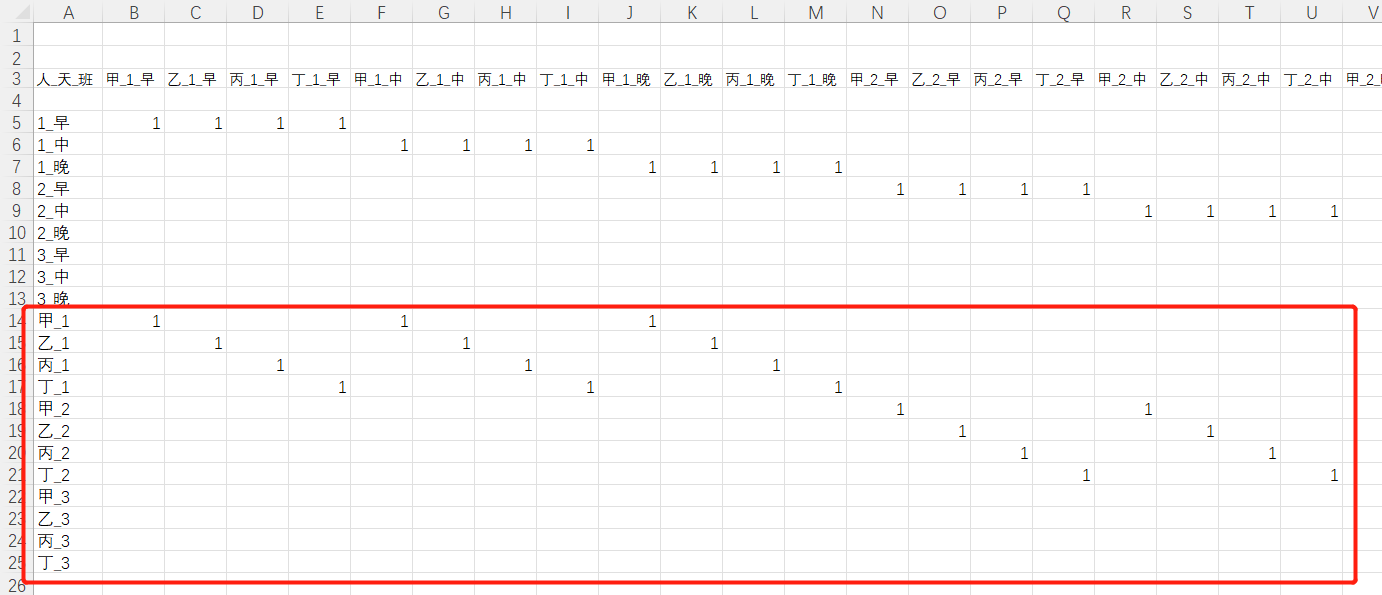 A B C D E F G H I J K L M N O P Q R S T U V
1
2
3 人_天_班 甲_1_早 乙_1_早 丙_1_早 丁_1_早 甲_1_中 乙_1_中 丙_1_中 丁_1_中 甲_1_晚 乙_1_晚 丙_1_晚 丁_1_晚 甲_2_早 乙_2_早 丙_2_早 丁_2_早 甲_2_中 乙_2_中 丙_2_中 丁_2_中 甲_2_
4
5 1_早 1 1 1 1
6 1_中 1 1 1 1
7 1_晚 1 1 1 1
8 2_早 1 1 1 1
9 2_中 1 1 1 1
10 2_晚
11 3_早
12 3_中
13 3_晚
14 甲_1 1 1 1
15 乙_1 1 1 1
16 丙_1 1 1 1
17 丁_1 1 1 1
18 甲_2 1 1
19 乙_2 1 1
20 丙_2 1 1
21 丁_2 1 1
22 甲_3
23 乙_3
24 丙_3
25 丁_3
26